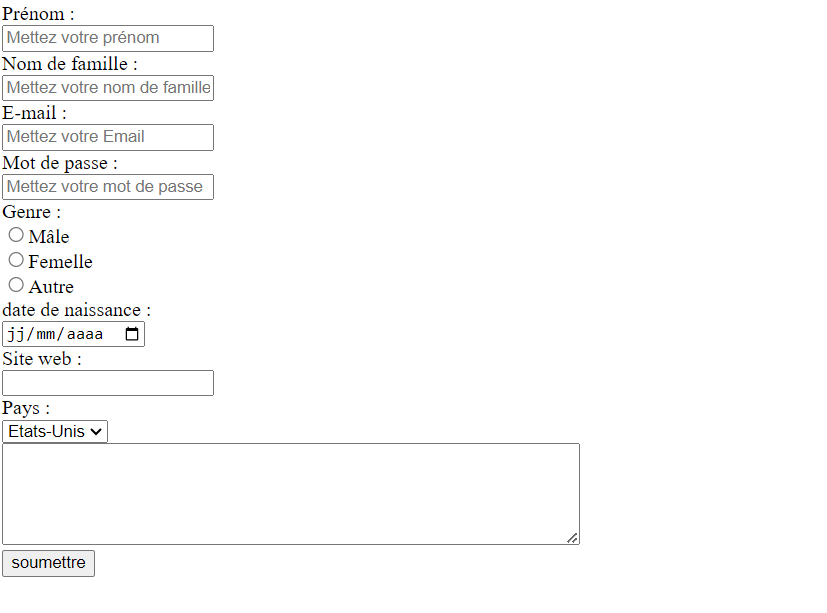 Prénom :
Mettez votre prénom
Nom de famille :
Mettez votre nom de famille
E-mail :
Mettez votre Email
Mot de passe :
Mettez votre mot de passe
Genre :
Mâle
Femelle
Autre
date de naissance :
jj/mm/aaaa
Site web :
Pays :
Etats-Unis
soumettre